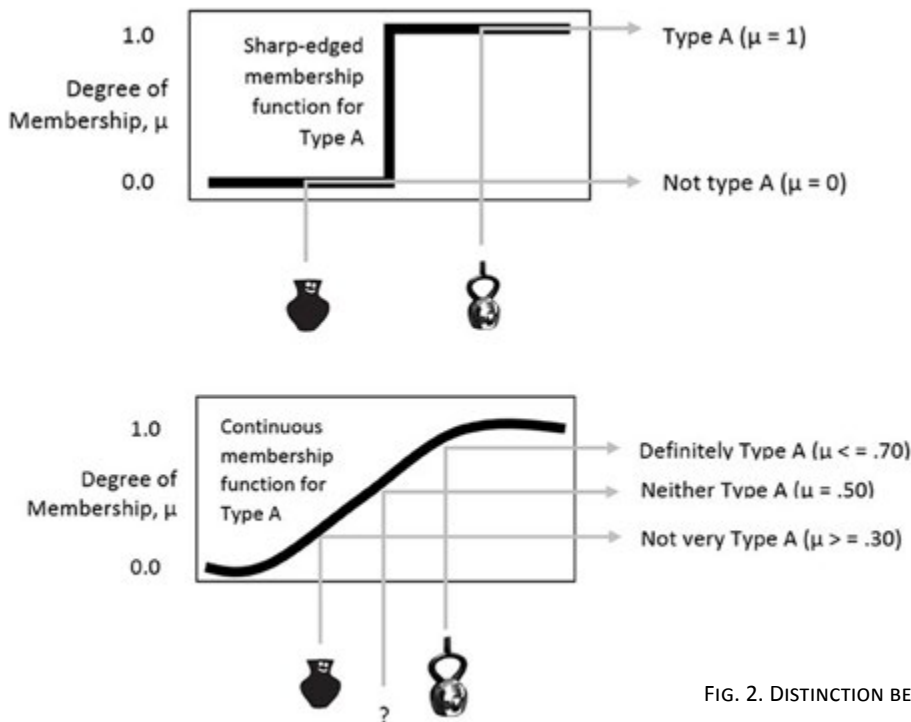 1.0
Degree of
Membership, μ
0.0
Sharp-edged
membership
function for
Type A
Type A (μ = 1)
Not type A (μ = 0)
1.0
Degree of
Membership, μ
0.0
Continuous
membership
function for
Type A
Definitely Type A (μ < = .70)
Neither Type A (μ = .50)
Not very Type A (μ > = .30)
?
FIG. 2. DISTINCTION BE